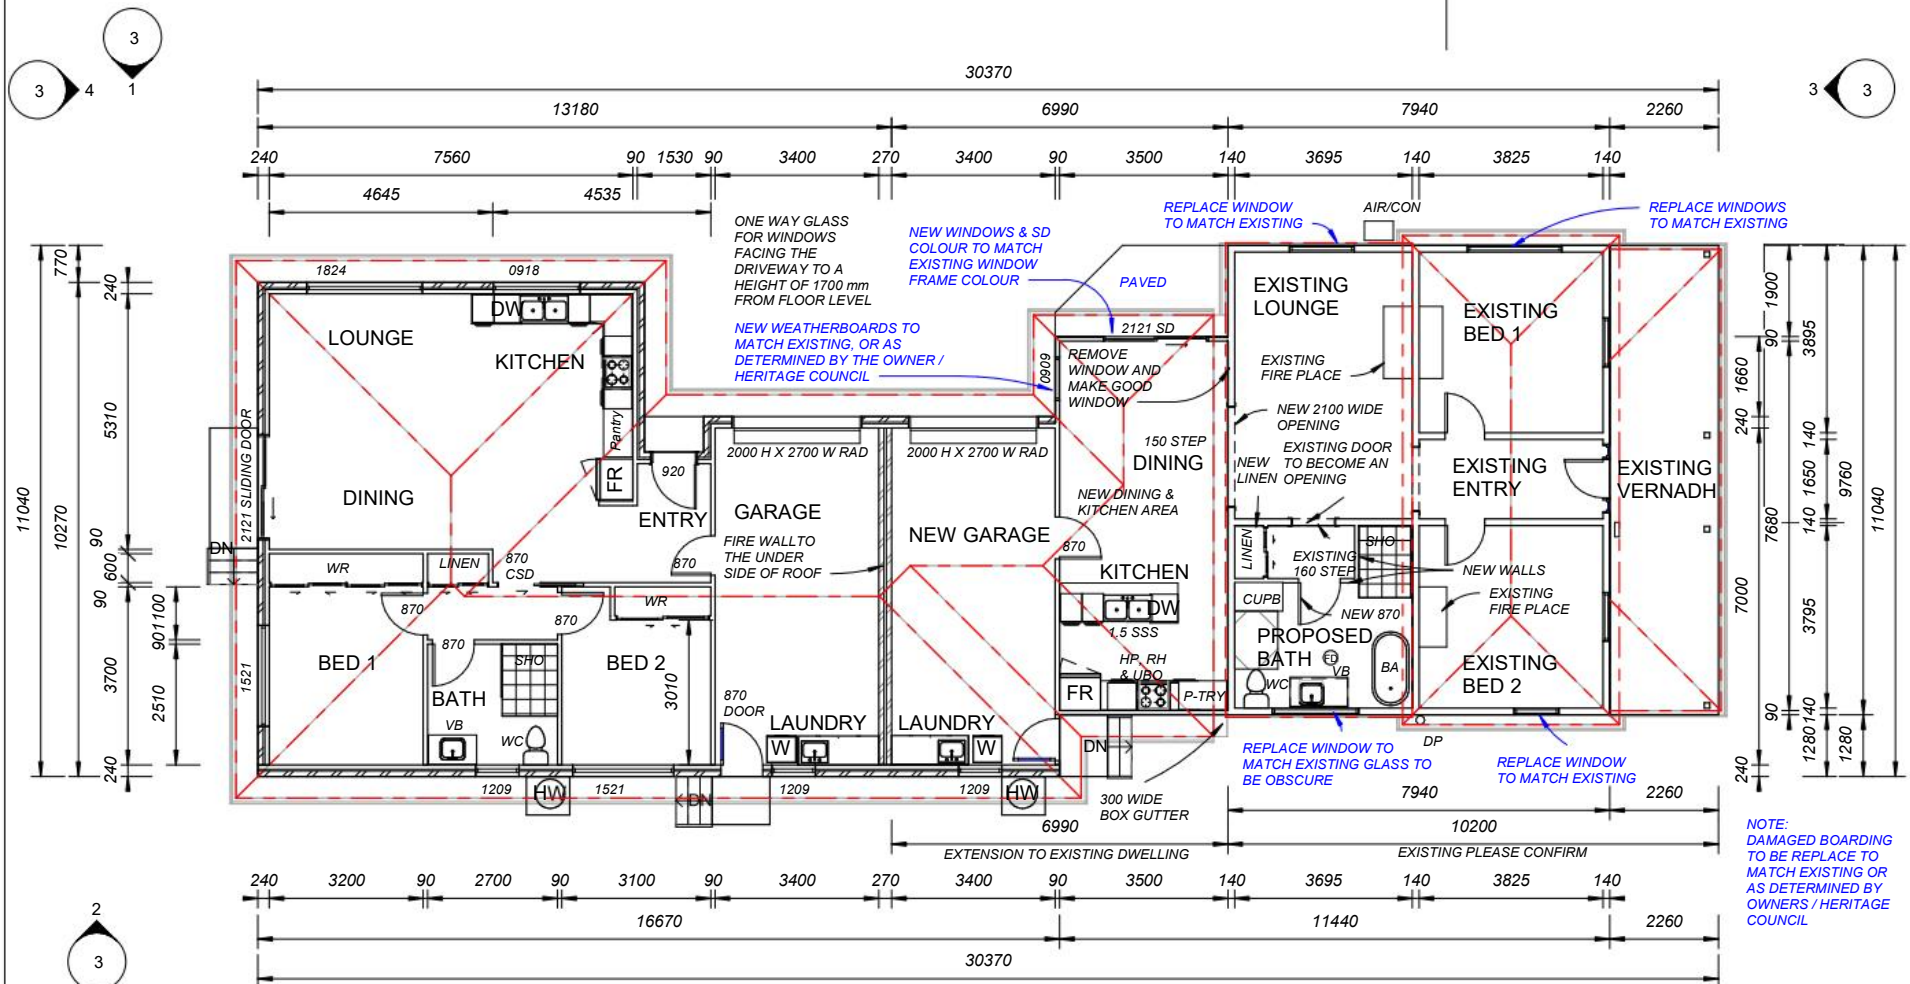 3
3 4 1
3 3
30370
13180 6990 7940 2260
240 7560 90 1530 90 3400 270 3400 90 3500 140 3695 140 3825 140
4645 4535
ONE WAY GLASS
FOR WINDOWS
FACING THE
DRIVEWAY TO A
HEIGHT OF 1700 mm
FROM FLOOR LEVEL
NEW WINDOWS & SD
COLOUR TO MATCH
EXISTING WINDOW
FRAME COLOUR
REPLACE WINDOW
TO MATCH EXISTING
AIR/CON
REPLACE WINDOWS
TO MATCH EXISTING
PAVED
NEW WEATHERBOARDS TO
MATCH EXISTING, OR AS
DETERMINED BY THE OWNER /
HERITAGE COUNCIL
11040
770
10270
240
5310
90
600
90
1100
90
3700
2510
240
1824 0918
LOUNGE
DW
KITCHEN
Pantry
FR
DINING
2121 SLIDING DOOR
DN
920
ENTRY
WR
LINEN
870
CSD
870
870
870
870
WR
BED 1
1521
BATH
SHO
VB
WC
BED 2
3010
GARAGE
2000 H X 2700 W RAD
FIRE WALL TO
THE UNDER
SIDE OF ROOF
870
DOOR
LAUNDRY
W
2000 H X 2700 W RAD
NEW GARAGE
LAUNDRY
W
870
1209 HW 1521 DN 1209 1209 HW
2121 SD
0909
REMOVE
WINDOW AND
MAKE GOOD
WINDOW
150 STEP
DINING
NEW DINING &
KITCHEN AREA
KITCHEN
DW
1.5 SSS
HP, RH
& UBO
FR
P-TRY
DN
300 WIDE
BOX GUTTER
EXISTING
LOUNGE
EXISTING
FIRE PLACE
NEW 2100 WIDE
OPENING
EXISTING DOOR
TO BECOME AN
OPENING
NEW
LINEN
LINEN
EXISTING
160 STEP
SHO
NEW WALLS
CUPB
NEW 870
PROPOSED
BATH
FD
VB
WC
BA
EXISTING
BED 1
EXISTING
ENTRY
EXISTING
VERNADH
EXISTING
FIRE PLACE
EXISTING
BED 2
DP
REPLACE WINDOW TO
MATCH EXISTING GLASS TO
BE OBSCURE
REPLACE WINDOW
TO MATCH EXISTING
1660
240
7680
7000
240
1900
90
90
1280
3895
140
1650
140
3795
140
1280
9760
11040
7940 2260
6990 10200
EXTENSION TO EXISTING DWELLING
EXISTING PLEASE CONFIRM
NOTE:
DAMAGED BOARDING
TO BE REPLACE TO
MATCH EXISTING OR
AS DETERMINED BY
OWNERS / HERITAGE
COUNCIL
240 3200 90 2700 90 3100 90 3400 270 3400 90 3500 140 3695 140 3825 140
16670 11440 2260
30370
2
3